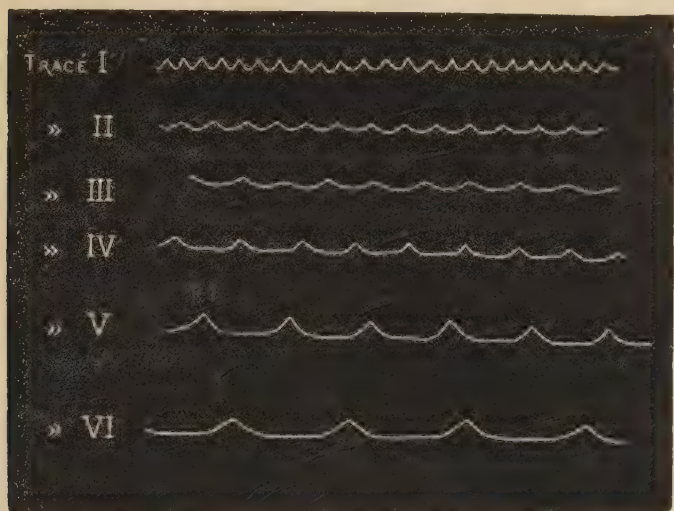 TRACÉ I
» II
» III
» IV
» V
» VI